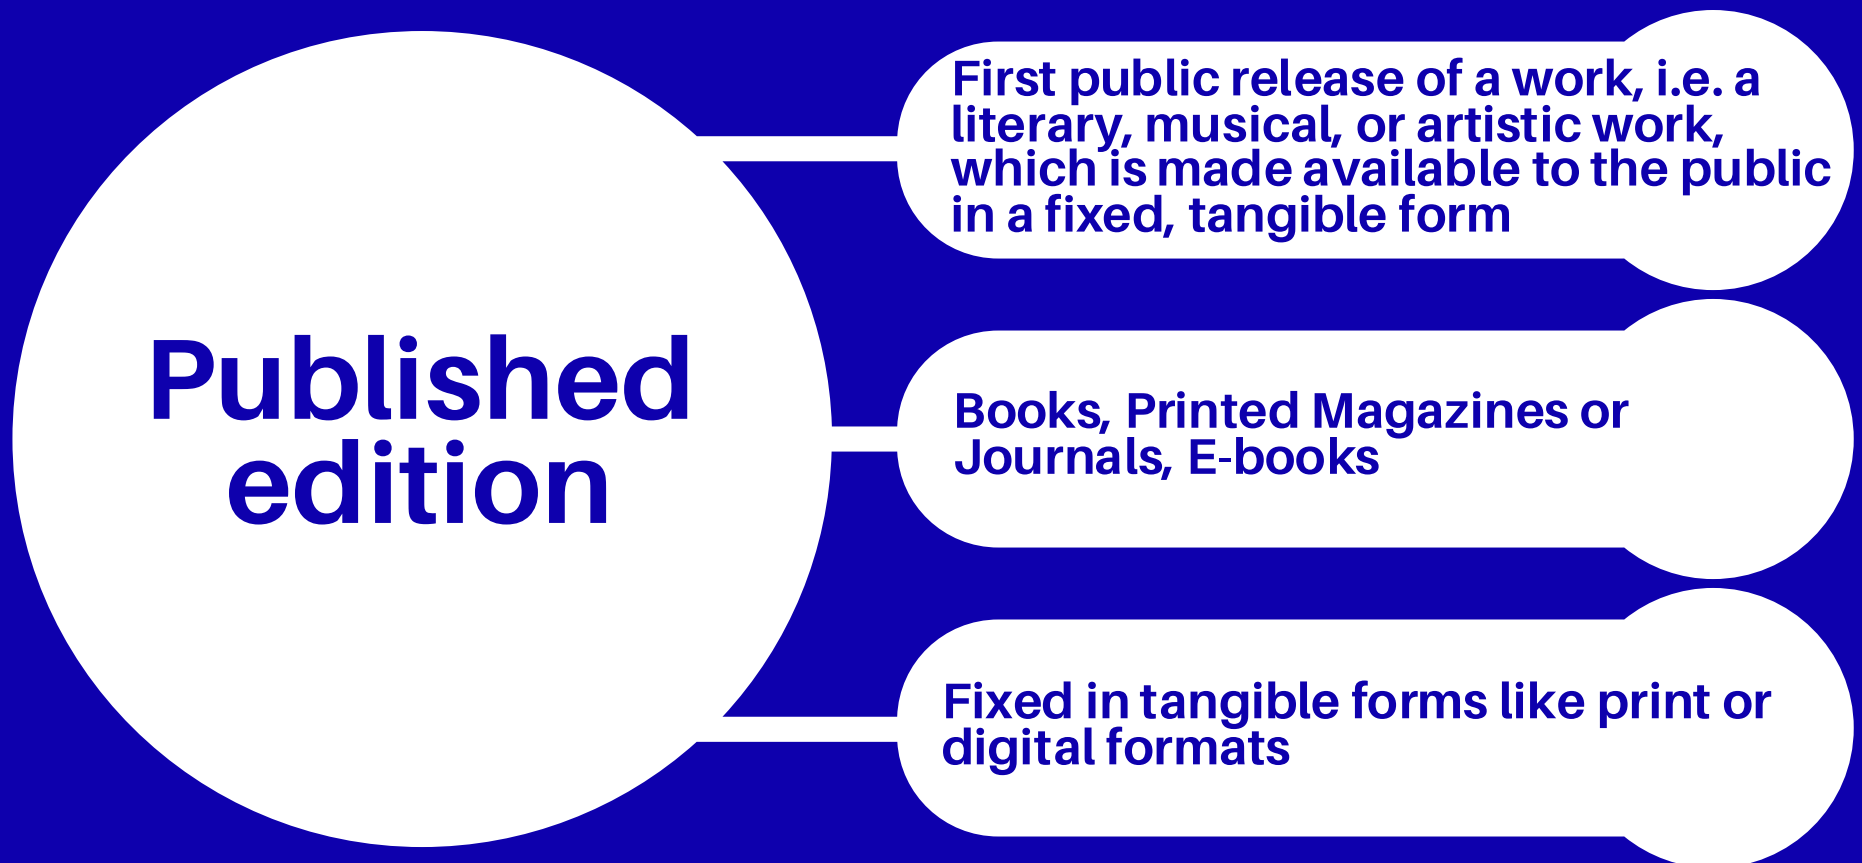 Published
edition
First public release of a work, i.e. a
literary, musical, or artistic work,
which is made available to the public
in a fixed, tangible form
Books, Printed Magazines or
Journals, E-books
Fixed in tangible forms like print or
digital formats